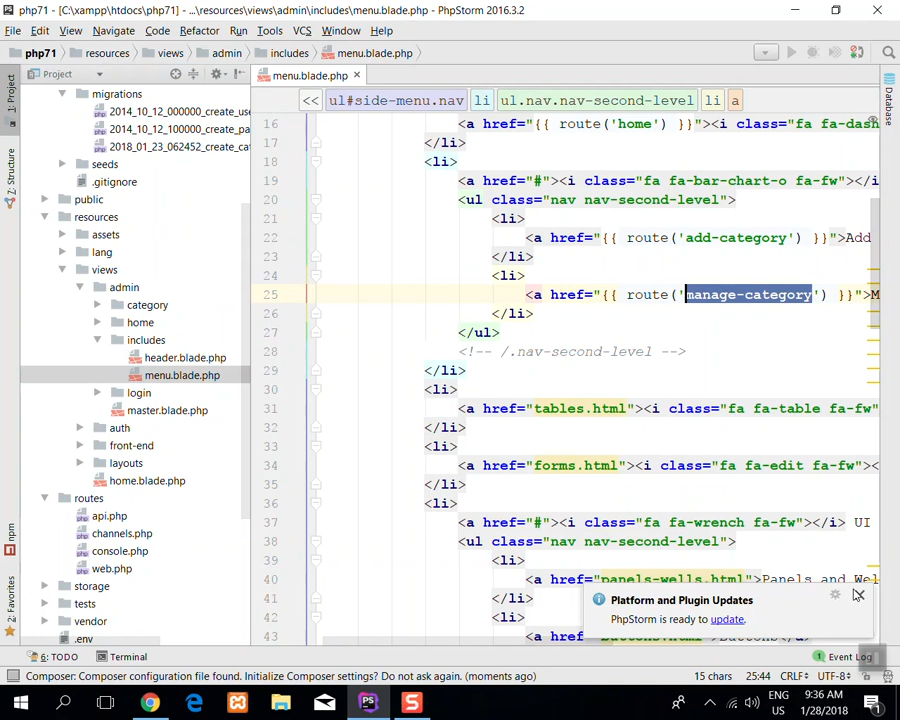 php71 - [C:\xampp\htdocs\php71] - ...\resources\views\admin\includes\menu.blade.php - PhpStorm 2016.3.2
File Edit View Navigate Code Refactor Run Tools VCS Window Help
php71 resources views admin includes menu.blade.php
Project
menu.blade.php
<< ul#side-menu.nav li ul.nav.nav-second-level li a
1: Project
7: Structure
npm
2: Favorites
Database
migrations
2014_10_12_000000_create_use
2014_10_12_100000_create_pa
2018_01_23_062452_create_cat
seeds
.gitignore
public
resources
assets
lang
views
admin
category
home
includes
header.blade.php
menu.blade.php
login
master.blade.php
auth
front-end
layouts
home.blade.php
routes
api.php
channels.php
console.php
web.php
storage
tests
vendor
.env
16 <a href="{{ route('home') }}"><i class="fa fa-dash
17 </li>
18 <li>
19 <a href="#"><i class="fa fa-bar-chart-o fa-fw"></i
20 <ul class="nav nav-second-level">
21 <li>
22 <a href="{{ route('add-category') }}">Add
23 </li>
24 <li>
25 <a href="{{ route('manage-category') }}">M
26 </li>
27 </ul>
28 <!-- /.nav-second-level -->
29 </li>
30 <li>
31 <a href="tables.html"><i class="fa fa-table fa-fw"
32 </li>
33 <li>
34 <a href="forms.html"><i class="fa fa-edit fa-fw"><
35 </li>
36 <li>
37 <a href="#"><i class="fa fa-wrench fa-fw"></i> UI
38 <ul class="nav nav-second-level">
39 <li>
40 <a href="panels-wells.html">Panels and Wel
41 </li>
42 <li>
43 <a href
Platform and Plugin Updates
PhpStorm is ready to update.
6: TODO Terminal 1 Event Log
Composer: Composer configuration file found. Initialize Composer settings? Do not ask again. (moments ago) 15 chars 25:44 CRLF UTF-8
ENG
US
9:36 AM
1/28/2018
1